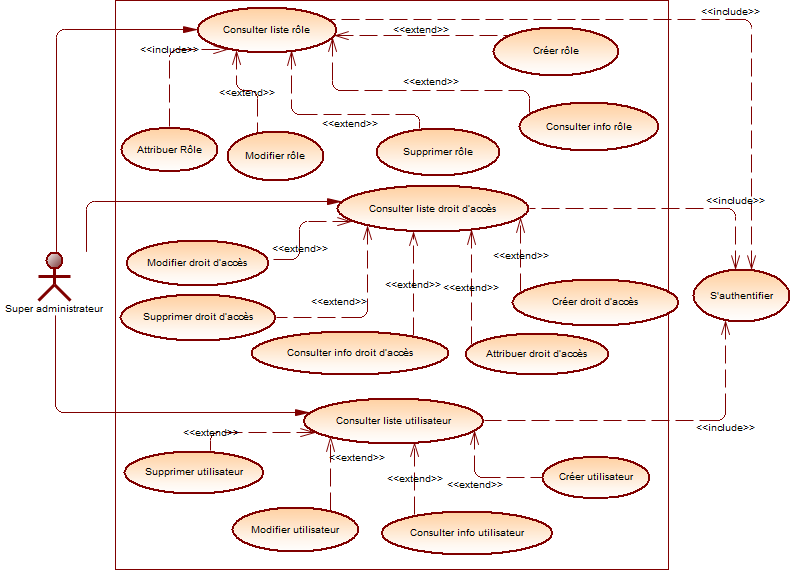 <<include>>
Consulter liste rôle
<<extend>>
<<include>>
Créer rôle
<<extend>>
<<extend>>
<<extend>>
Consulter info rôle
Attribuer Rôle
Modifier rôle
Supprimer rôle
<<include>>
Consulter liste droit d'accès
<<extend>>
<<extend>>
Modifier droit d'accès
<<extend>>
<<extend>>
<<extend>>
Créer droit d'accès
S'authentifier
Super administrateur
Supprimer droit d'accès
Consulter info droit d'accès
Attribuer droit d'accès
Consulter liste utilisateur
<<include>>
<<extend>>
<<extend>>
Supprimer utilisateur
<<extend>>
<<extend>>
Créer utilisateur
Modifier utilisateur
Consulter info utilisateur